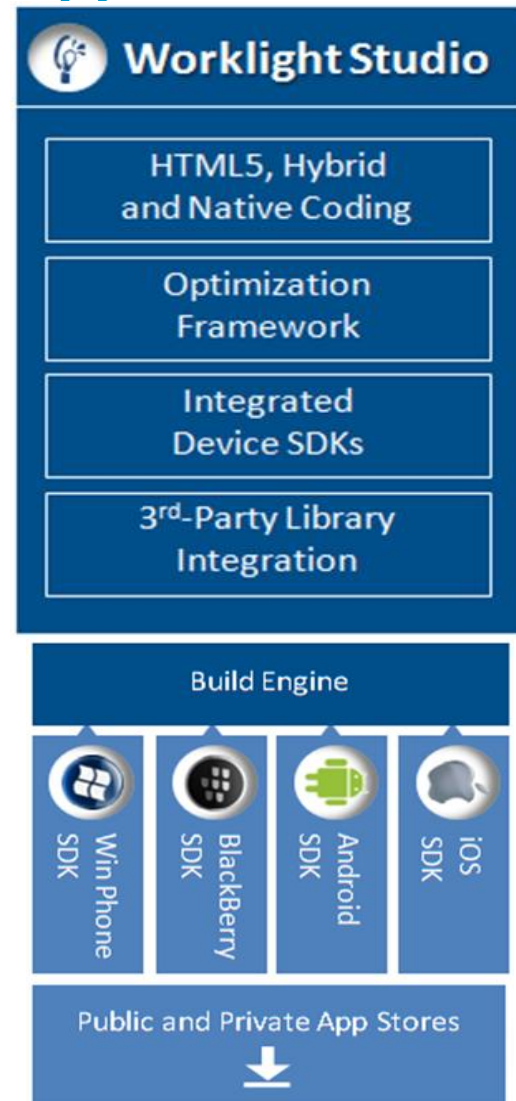 Worklight Studio
HTML5, Hybrid
and Native Coding
Optimization
Framework
Integrated
Device SDKs
3rd-Party Library
Integration
Build Engine
Win Phone
SDK
BlackBerry
SDK
Android
SDK
iOS
SDK
Public and Private App Stores